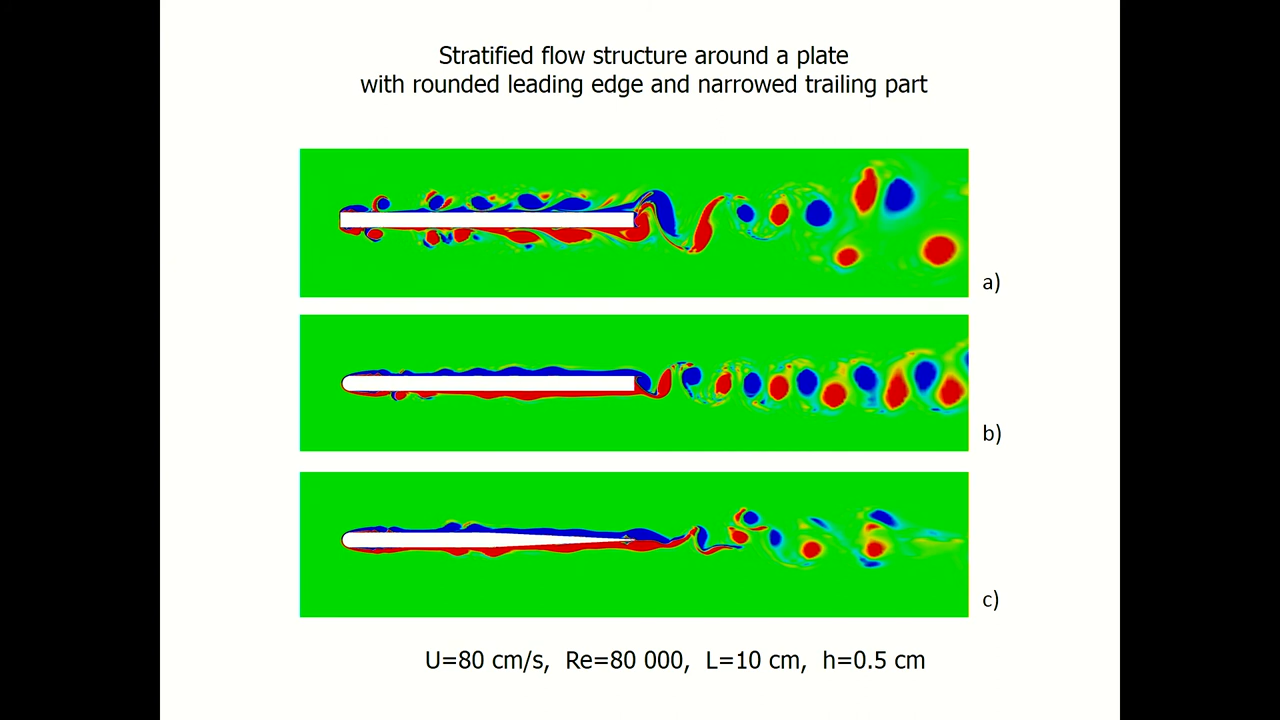 Stratified flow structure around a plate
with rounded leading edge and narrowed trailing part
a)
b)
c)
U=80 cm/s, Re=80 000, L=10 cm, h=0.5 cm